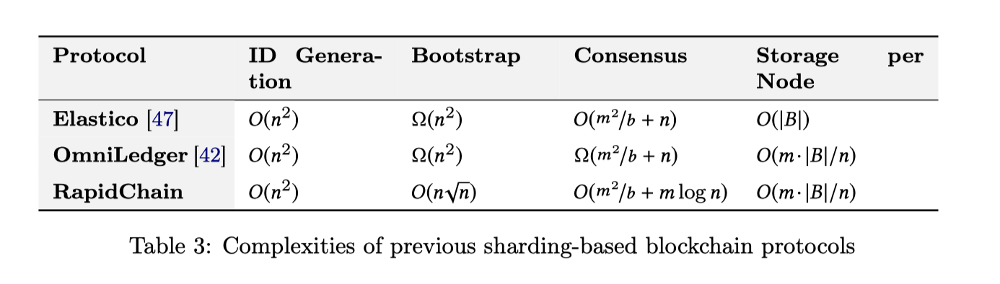 Protocol ID Genera- Bootstrap Consensus Storage per
tion Node
Elastico [47] O(n²) Ω(n²) O(m²/b + n) O(|B|)
OmniLedger [42] O(n²) Ω(n²) Ω(m²/b + n) O(m·|B|/n)
RapidChain O(n²) O(n√n) O(m²/b + m log n) O(m·|B|/n)
Table 3: Complexities of previous sharding-based blockchain protocols